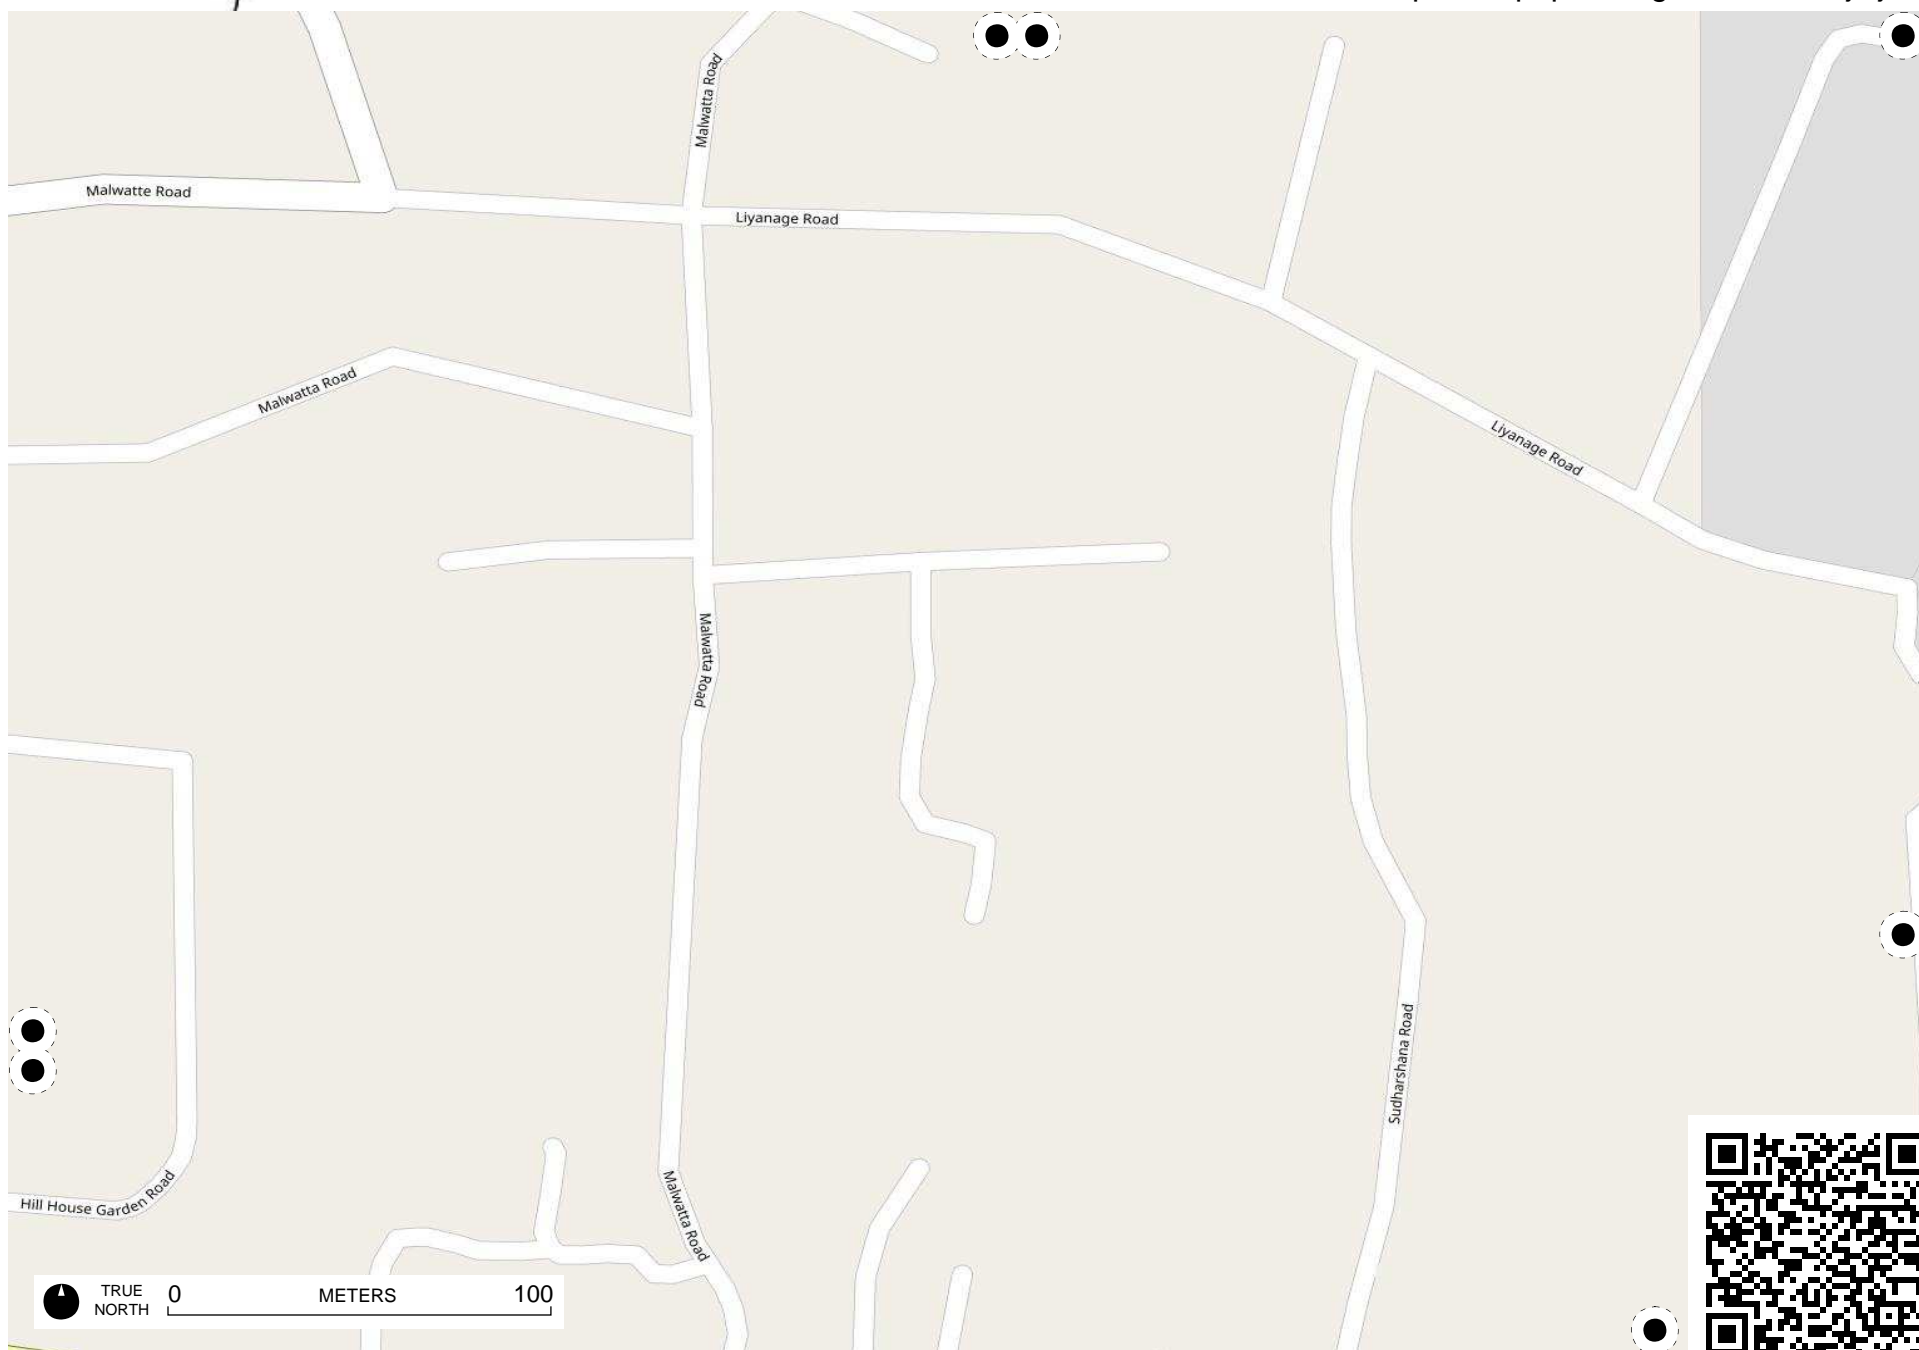 Malwatta Road
Malwatte Road
Liyanage Road
Malwatta Road
Liyanage Road
Malwatta Road
Sudharshana Road
Hill House Garden Road
Malwatta Road
TRUE NORTH
0 METERS 100